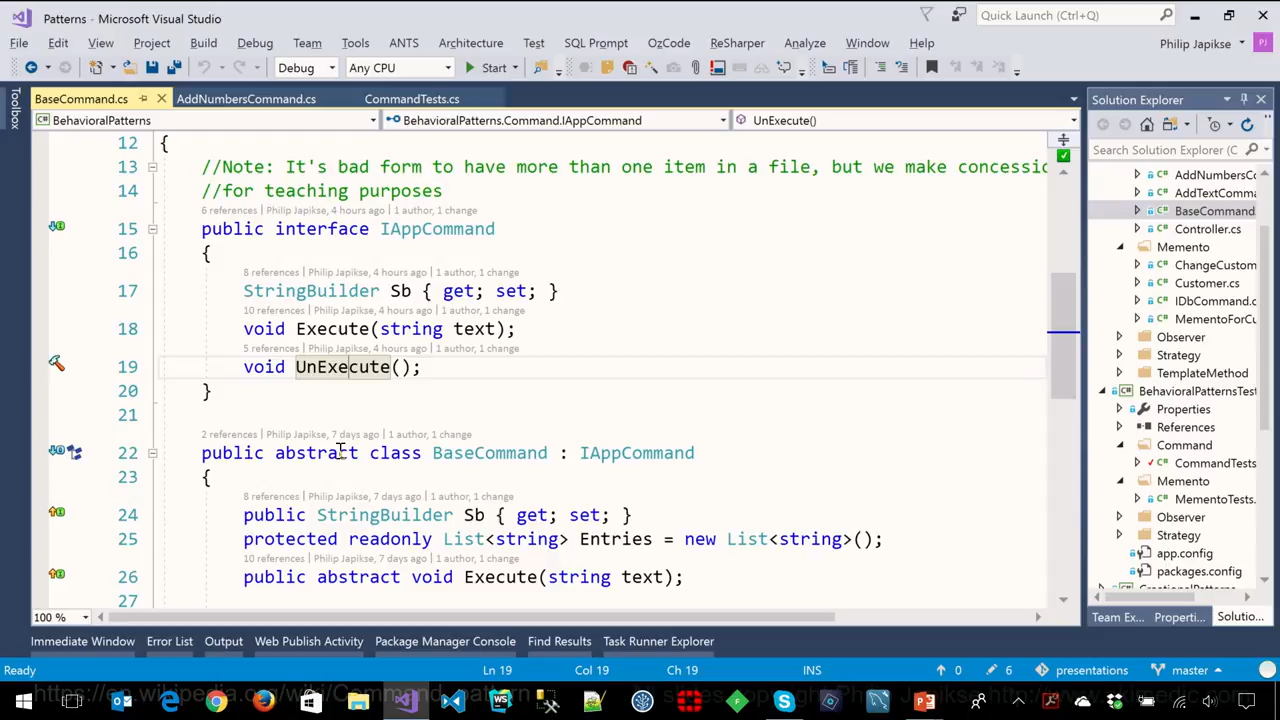 Patterns - Microsoft Visual Studio
Quick Launch (Ctrl+Q)
File Edit View Project Build Debug Team Tools ANTS Architecture Test SQL Prompt OzCode ReSharper Analyze Window Help
Philip Japikse PJ
Debug Any CPU Start
Toolbox
BaseCommand.cs AddNumbersCommand.cs CommandTests.cs
BehavioralPatterns BehavioralPatterns.Command.IAppCommand UnExecute()
12 {
13 //Note: It's bad form to have more than one item in a file, but we make concessio
14 //for teaching purposes
6 references | Philip Japikse, 4 hours ago | 1 author, 1 change
15 public interface IAppCommand
16 {
8 references | Philip Japikse, 4 hours ago | 1 author, 1 change
17 StringBuilder Sb { get; set; }
10 references | Philip Japikse, 4 hours ago | 1 author, 1 change
18 void Execute(string text);
5 references | Philip Japikse, 4 hours ago | 1 author, 1 change
19 void UnExecute();
20 }
21
2 references | Philip Japikse, 7 days ago | 1 author, 1 change
22 public abstract class BaseCommand : IAppCommand
23 {
8 references | Philip Japikse, 7 days ago | 1 author, 1 change
24 public StringBuilder Sb { get; set; }
25 protected readonly List<string> Entries = new List<string>();
10 references | Philip Japikse, 7 days ago | 1 author, 1 change
26 public abstract void Execute(string text);
27
100 %
Solution Explorer
Search Solution Explorer (C
AddNumbersCo
AddTextComma
BaseCommand.
Controller.cs
Memento
ChangeCustom
Customer.cs
IDbCommand.c
MementoForCu
Observer
Strategy
TemplateMethod
BehavioralPatternsTest
Properties
References
Command
CommandTests
Memento
MementoTests.
Observer
Strategy
app.config
packages.config
Team Ex... Properti... Solutio...
Immediate Window Error List Output Web Publish Activity Package Manager Console Find Results Task Runner Explorer
Ready Ln 19 Col 19 Ch 19 INS 0 6 presentations master
https://en.wikipedia.org/wiki/Command_pattern